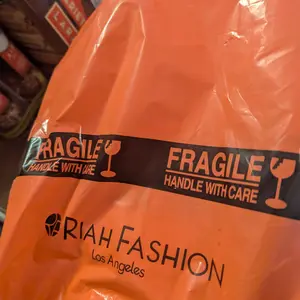 FRAGILE
HANDLE WITH CARE
FRAGILE
HANDLE WITH CARE
RIAH FASHION
Los Angeles